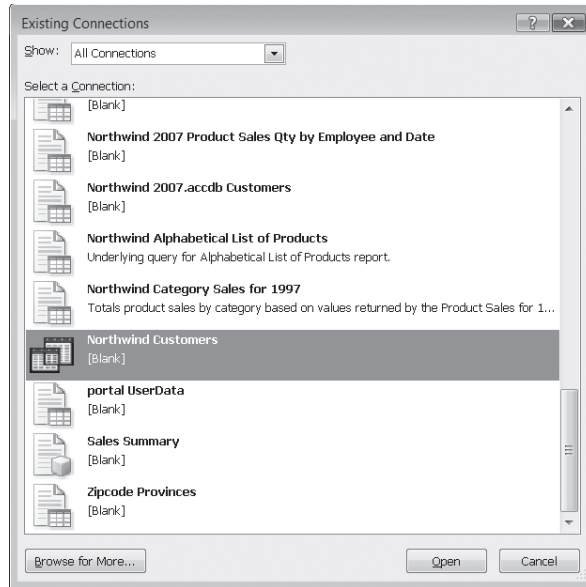 Existing Connections
Show: All Connections
Select a Connection:
[Blank]
Northwind 2007 Product Sales Qty by Employee and Date
[Blank]
Northwind 2007.accdb Customers
[Blank]
Northwind Alphabetical List of Products
Underlying query for Alphabetical List of Products report.
Northwind Category Sales for 1997
Totals product sales by category based on values returned by the Product Sales for 1...
Northwind Customers
[Blank]
portal UserData
[Blank]
Sales Summary
[Blank]
Zipcode Provinces
[Blank]
Browse for More... Open Cancel